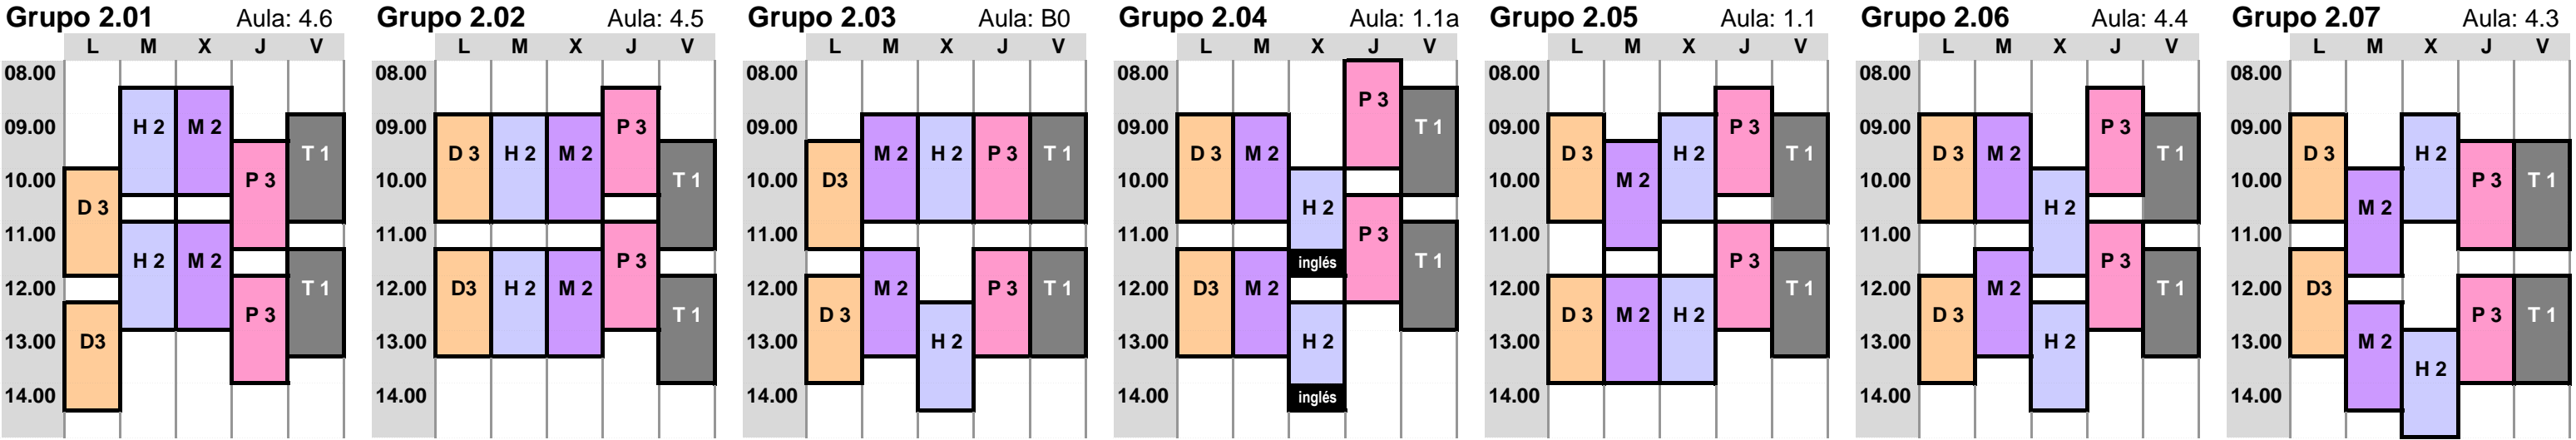 Grupo 2.01 Aula: 4.6
L M X J V
08.00
09.00 H 2 M 2
T 1
10.00 P 3
D 3
11.00
H 2 M 2
12.00 T 1
P 3
13.00 D3
14.00
Grupo 2.02 Aula: 4.5
L M X J V
08.00
09.00 P 3
D 3 H 2 M 2
10.00 T 1
11.00
P 3
12.00 D3 H 2 M 2
T 1
13.00
14.00
Grupo 2.03 Aula: B0
L M X J V
08.00
09.00
M 2 H 2 P 3 T 1
10.00 D3
11.00
12.00 M 2 P 3 T 1
D 3
13.00 H 2
14.00
Grupo 2.04 Aula: 1.1a
L M X J V
08.00
P 3
09.00 T 1
D 3 M 2
10.00
H 2
11.00 P 3
inglés T 1
12.00 D3 M 2
13.00 H 2
14.00 inglés
Grupo 2.05 Aula: 1.1
L M X J V
08.00
09.00 P 3
D 3 H 2 T 1
10.00 M 2
11.00
P 3
12.00 T 1
D 3 M 2 H 2
13.00
14.00
Grupo 2.06 Aula: 4.4
L M X J V
08.00
09.00 P 3
D 3 M 2 T 1
10.00
H 2
11.00
P 3
12.00 M 2 T 1
D 3
13.00 H 2
14.00
Grupo 2.07 Aula: 4.3
L M X J V
08.00
09.00
D 3 H 2
10.00 P 3 T 1
M 2
11.00
12.00 D3
P 3 T 1
13.00 M 2
H 2
14.00